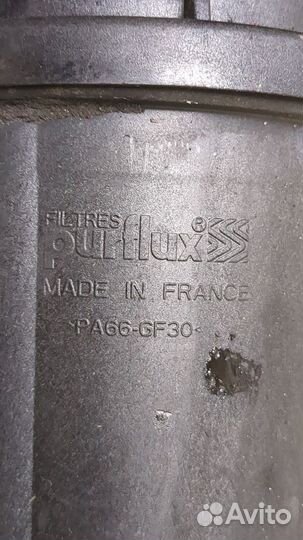 FILTRES
purflux®
MADE IN FRANCE
>PA66-GF30<
Avito